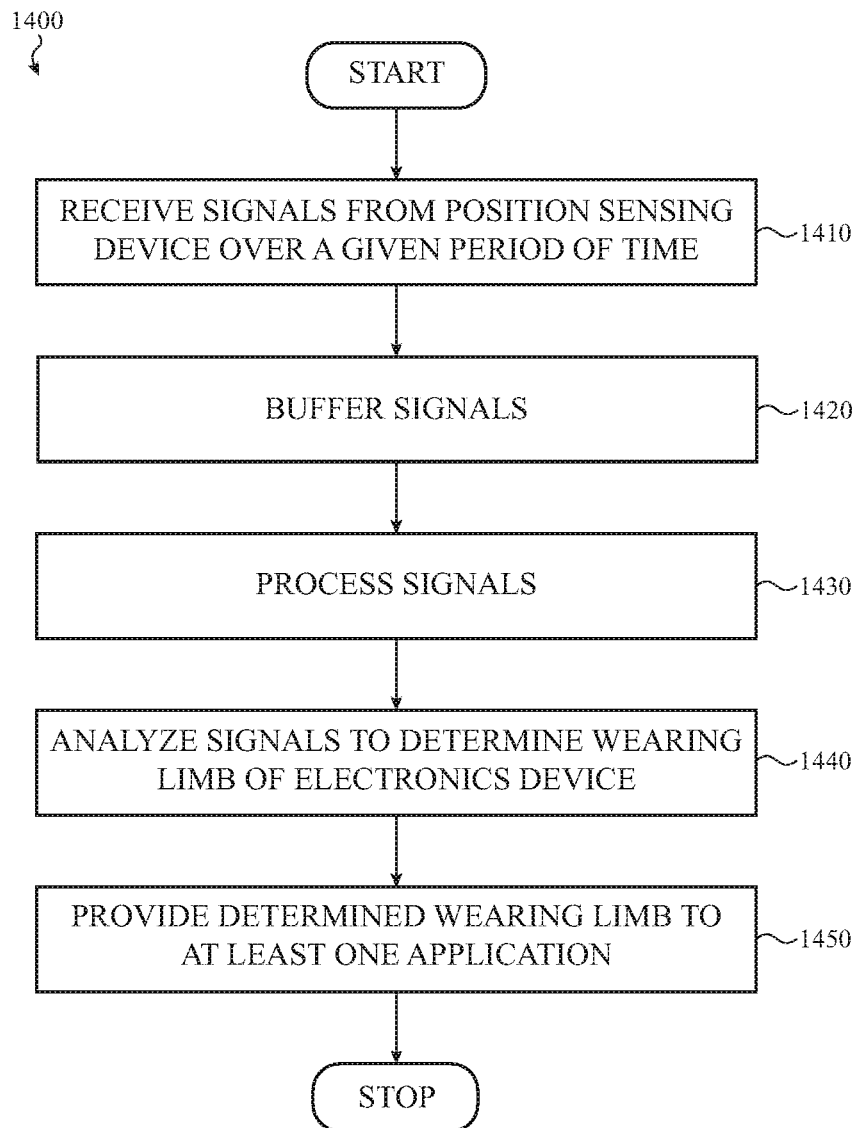 1400
START
RECEIVE SIGNALS FROM POSITION SENSING
DEVICE OVER A GIVEN PERIOD OF TIME
1410
BUFFER SIGNALS
1420
PROCESS SIGNALS
1430
ANALYZE SIGNALS TO DETERMINE WEARING
LIMB OF ELECTRONICS DEVICE
1440
PROVIDE DETERMINED WEARING LIMB TO
AT LEAST ONE APPLICATION
1450
STOP